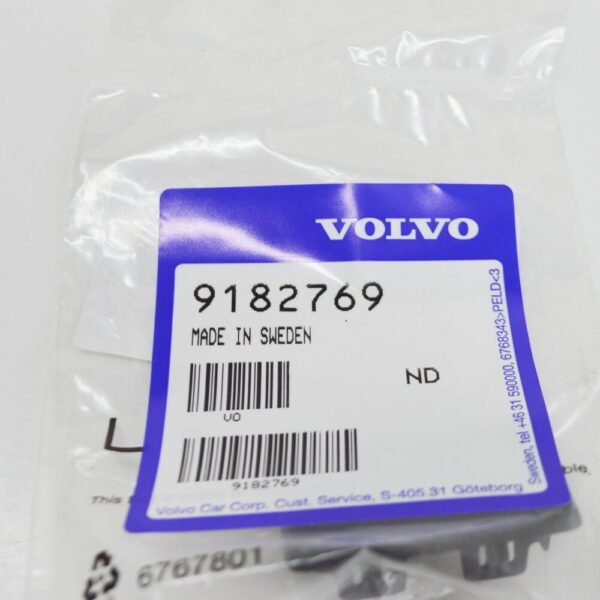 VOLVO
9182769
MADE IN SWEDEN
ND
VO
9182769
Volvo Car Corp. Cust. Service, S-405 31 Göteborg
Sweden, tel +46 31 590000, 6768343>PELD<3
This
6767801